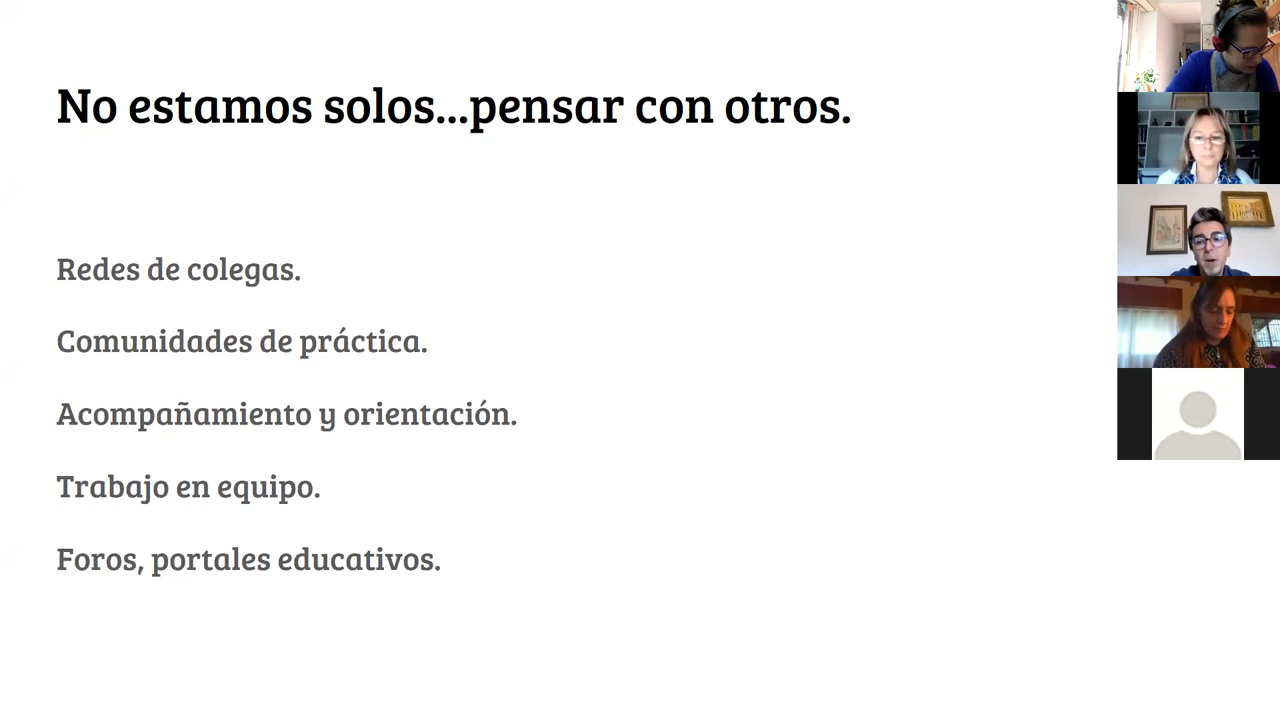 No estamos solos...pensar con otros.
Redes de colegas.
Comunidades de práctica.
Acompañamiento y orientación.
Trabajo en equipo.
Foros, portales educativos.